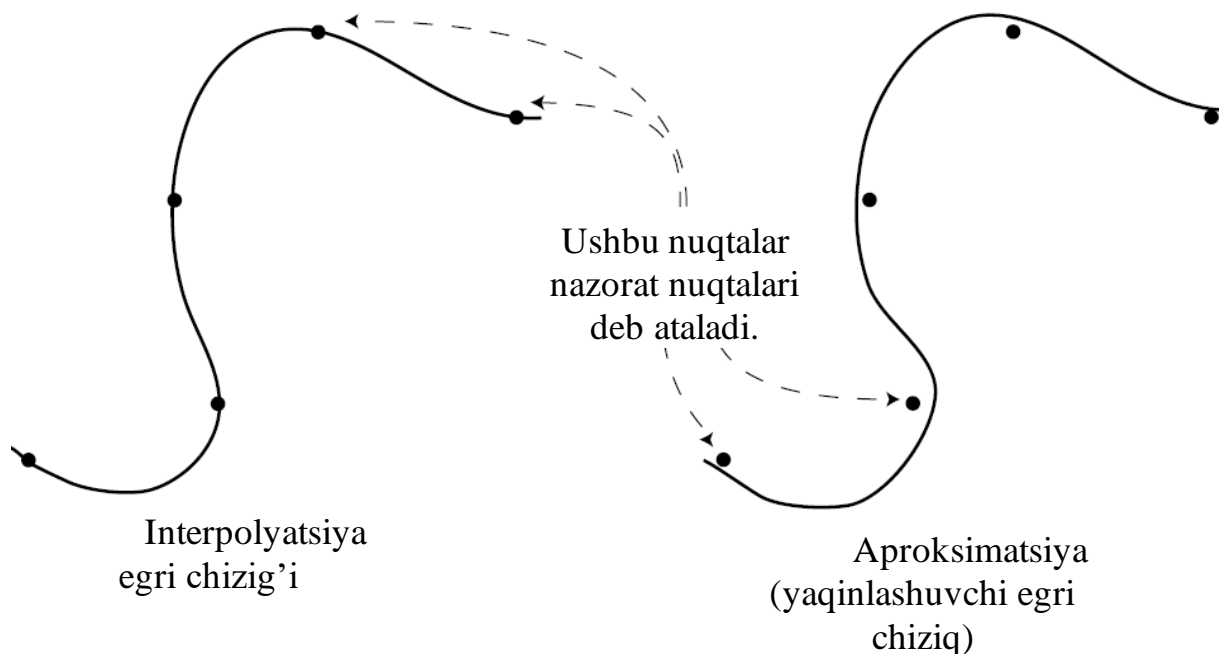 Ushbu nuqtalar
nazorat nuqtalari
deb ataladi.
Interpolyatsiya
egri chizig’i
Aproksimatsiya
(yaqinlashuvchi egri
chiziq)